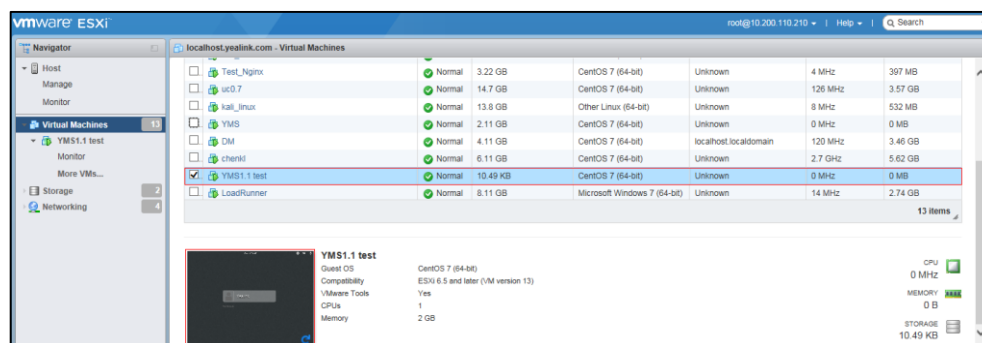 vmware ESXi
root@10.200.110.210 | Help | Search
Navigator
localhost.yealink.com - Virtual Machines
Host
Manage
Monitor
Virtual Machines 13
YMS1.1 test
Monitor
More VMs...
Storage 2
Networking 4
Test_Nginx Normal 3.22 GB CentOS 7 (64-bit) Unknown 4 MHz 397 MB
uc0.7 Normal 14.7 GB CentOS 7 (64-bit) Unknown 126 MHz 3.57 GB
kali_linux Normal 13.8 GB Other Linux (64-bit) Unknown 8 MHz 532 MB
YMS Normal 2.11 GB CentOS 7 (64-bit) Unknown 0 MHz 0 MB
DM Normal 4.11 GB CentOS 7 (64-bit) localhost.localdomain 120 MHz 3.46 GB
chenkl Normal 6.11 GB CentOS 7 (64-bit) Unknown 2.7 GHz 5.62 GB
YMS1.1 test Normal 10.49 KB CentOS 7 (64-bit) Unknown 0 MHz 0 MB
LoadRunner Normal 8.11 GB Microsoft Windows 7 (64-bit) Unknown 14 MHz 2.74 GB
13 items
YMS1.1 test
Guest OS CentOS 7 (64-bit)
Compatibility ESXi 6.5 and later (VM version 13)
VMware Tools Yes
CPUs 1
Memory 2 GB
CPU
0 MHz
MEMORY
0 B
STORAGE
10.49 KB